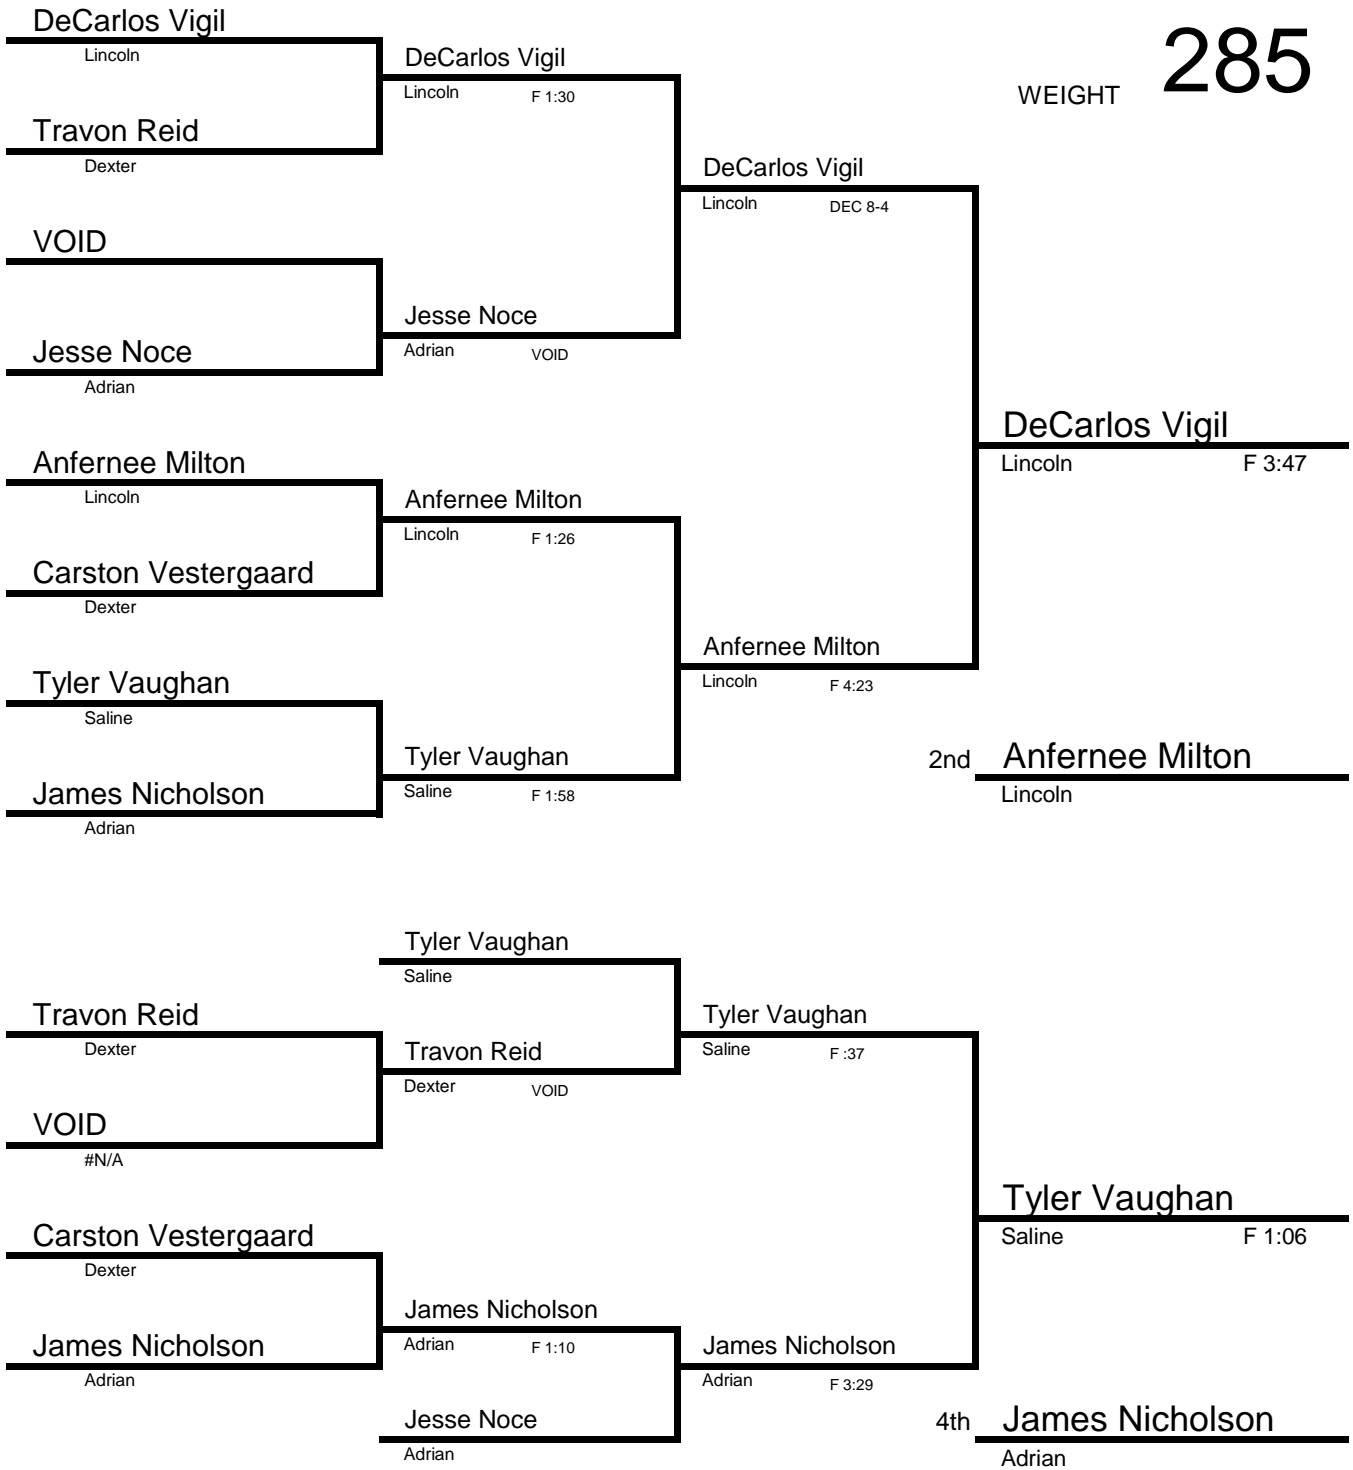 DeCarlos Vigil
Lincoln
DeCarlos Vigil
Lincoln F 1:30
WEIGHT 285
Travon Reid
Dexter
DeCarlos Vigil
Lincoln DEC 8-4
VOID
Jesse Noce
Adrian VOID
Jesse Noce
Adrian
DeCarlos Vigil
Lincoln F 3:47
Anfernee Milton
Lincoln
Anfernee Milton
Lincoln F 1:26
Carston Vestergaard
Dexter
Anfernee Milton
Lincoln F 4:23
Tyler Vaughan
Saline
Tyler Vaughan
Saline F 1:58
2nd Anfernee Milton
Lincoln
James Nicholson
Adrian
Tyler Vaughan
Saline
Travon Reid
Dexter
Tyler Vaughan
Saline F :37
Travon Reid
Dexter VOID
VOID
#N/A
Tyler Vaughan
Saline F 1:06
Carston Vestergaard
Dexter
James Nicholson
Adrian F 1:10
James Nicholson
Adrian
James Nicholson
Adrian F 3:29
Jesse Noce
Adrian
4th James Nicholson
Adrian